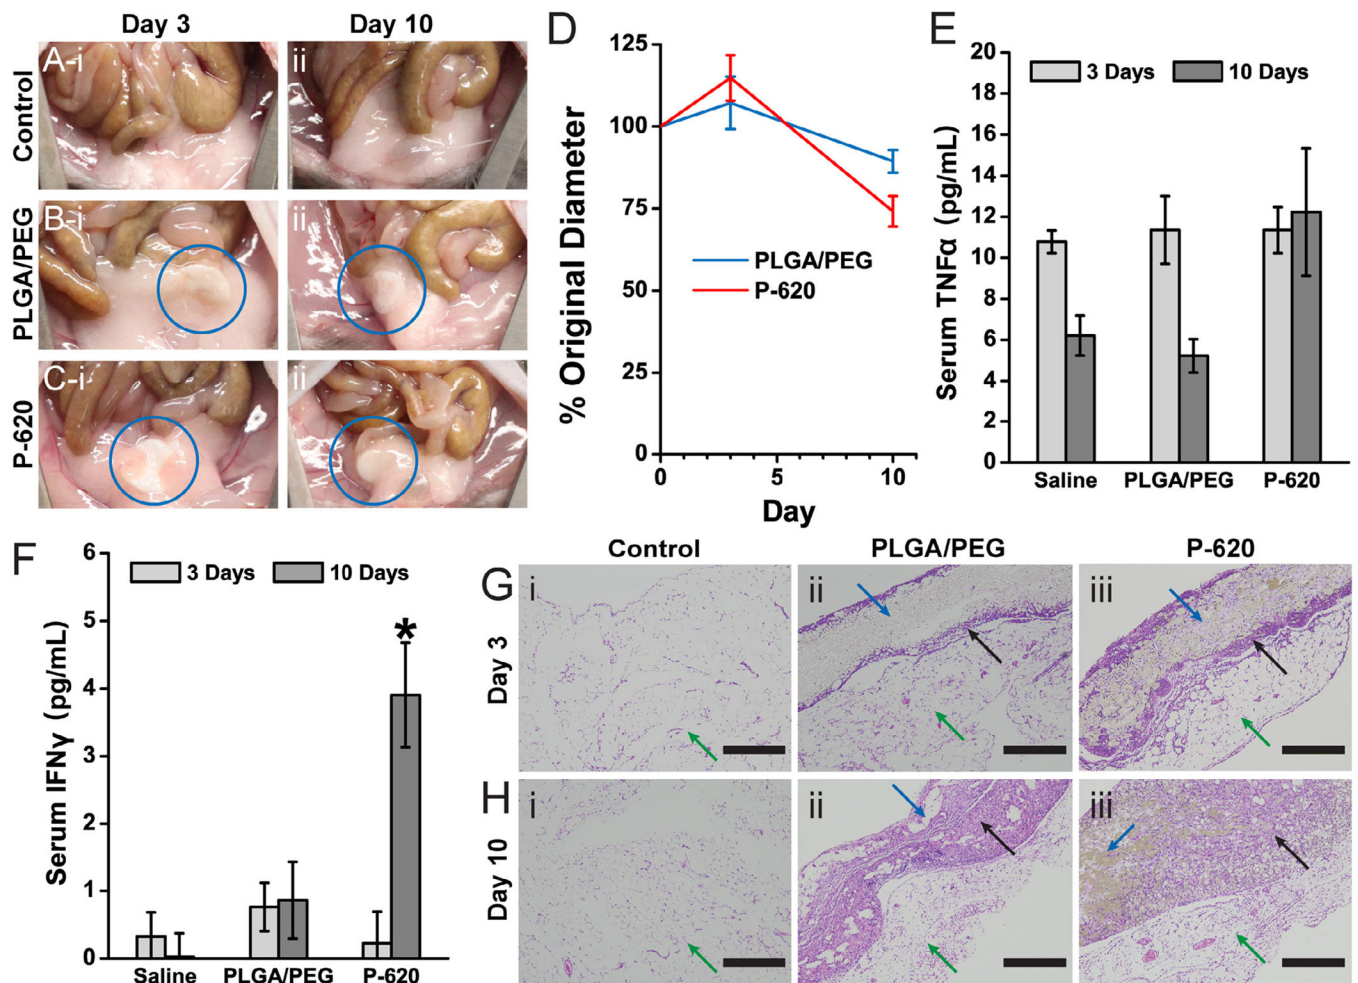 Day 3
Day 10
D
E
Control
A-i
ii
PLGA/PEG
B-i
ii
P-620
C-i
ii
125
100
75
50
25
0
% Original Diameter
PLGA/PEG
P-620
0
5
10
Day
20
18
16
14
12
10
8
6
4
2
0
Serum TNFα (pg/mL)
3 Days
10 Days
Saline
PLGA/PEG
P-620
F
6
5
4
3
2
1
0
Serum IFNγ (pg/mL)
3 Days
10 Days
*
Saline
PLGA/PEG
P-620
Control
PLGA/PEG
P-620
G
Day 3
i
ii
iii
H
Day 10
i
ii
iii